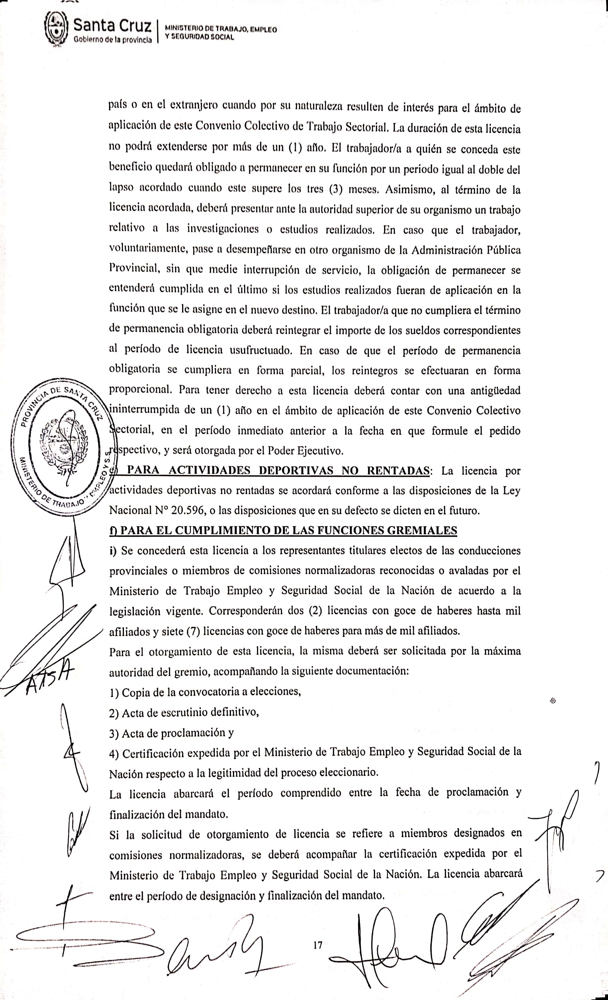 Santa Cruz
Gobierno de la provincia
MINISTERIO DE TRABAJO, EMPLEO
Y SEGURIDAD SOCIAL
país o en el extranjero cuando por su naturaleza resulten de interés para el ámbito de
aplicación de este Convenio Colectivo de Trabajo Sectorial. La duración de esta licencia
no podrá extenderse por más de un (1) año. El trabajador/a a quién se conceda este
beneficio quedará obligado a permanecer en su función por un periodo igual al doble del
lapso acordado cuando este supere los tres (3) meses. Asimismo, al término de la
licencia acordada, deberá presentar ante la autoridad superior de su organismo un trabajo
relativo a las investigaciones o estudios realizados. En caso que el trabajador,
voluntariamente, pase a desempeñarse en otro organismo de la Administración Pública
Provincial, sin que medie interrupción de servicio, la obligación de permanecer se
entenderá cumplida en el último si los estudios realizados fueran de aplicación en la
función que se le asigne en el nuevo destino. El trabajador/a que no cumpliera el término
de permanencia obligatoria deberá reintegrar el importe de los sueldos correspondientes
al período de licencia usufructuado. En caso de que el período de permanencia
obligatoria se cumpliera en forma parcial, los reintegros se efectuaran en forma
proporcional. Para tener derecho a esta licencia deberá contar con una antigüedad
ininterrumpida de un (1) año en el ámbito de aplicación de este Convenio Colectivo
Sectorial, en el período inmediato anterior a la fecha en que formule el pedido
respectivo, y será otorgada por el Poder Ejecutivo.
e) PARA ACTIVIDADES DEPORTIVAS NO RENTADAS: La licencia por
actividades deportivas no rentadas se acordará conforme a las disposiciones de la Ley
Nacional N° 20.596, o las disposiciones que en su defecto se dicten en el futuro.
f) PARA EL CUMPLIMIENTO DE LAS FUNCIONES GREMIALES
i) Se concederá esta licencia a los representantes titulares electos de las conducciones
provinciales o miembros de comisiones normalizadoras reconocidas o avaladas por el
Ministerio de Trabajo Empleo y Seguridad Social de la Nación de acuerdo a la
legislación vigente. Corresponderán dos (2) licencias con goce de haberes hasta mil
afiliados y siete (7) licencias con goce de haberes para más de mil afiliados.
Para el otorgamiento de esta licencia, la misma deberá ser solicitada por la máxima
autoridad del gremio, acompañando la siguiente documentación:
1) Copia de la convocatoria a elecciones,
2) Acta de escrutinio definitivo,
3) Acta de proclamación y
4) Certificación expedida por el Ministerio de Trabajo Empleo y Seguridad Social de la
Nación respecto a la legitimidad del proceso eleccionario.
La licencia abarcará el período comprendido entre la fecha de proclamación y
finalización del mandato.
Si la solicitud de otorgamiento de licencia se refiere a miembros designados en
comisiones normalizadoras, se deberá acompañar la certificación expedida por el
Ministerio de Trabajo Empleo y Seguridad Social de la Nación. La licencia abarcará
entre el período de designación y finalización del mandato.
PROVINCIA DE SANTA CRUZ
MINISTERIO DE TRABAJO" EMPLEO Y S.S.
ATSA
17